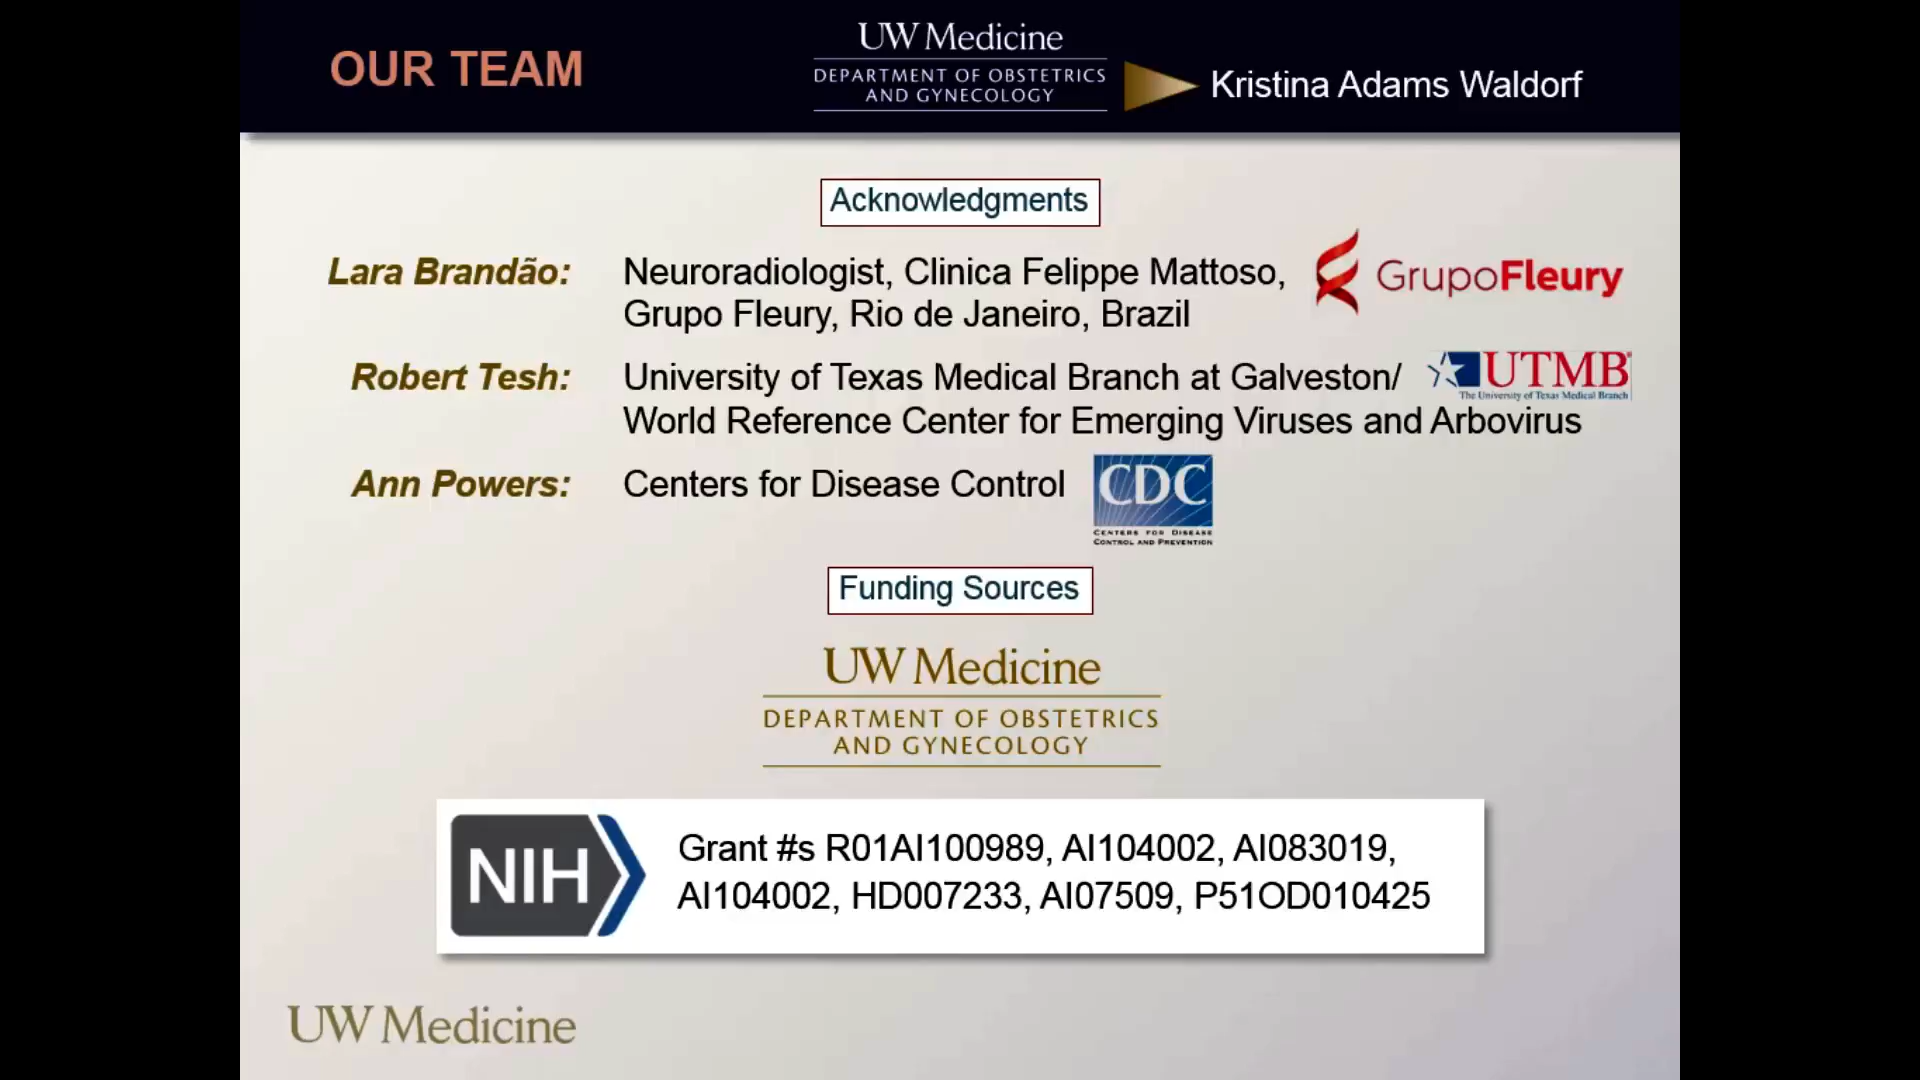 OUR TEAM
UW Medicine
DEPARTMENT OF OBSTETRICS
AND GYNECOLOGY
Kristina Adams Waldorf
Acknowledgments
Lara Brandão: Neuroradiologist, Clinica Felippe Mattoso,
Grupo Fleury, Rio de Janeiro, Brazil
GrupoFleury
Robert Tesh: University of Texas Medical Branch at Galveston/
World Reference Center for Emerging Viruses and Arbovirus
UTMB
The University of Texas Medical Branch
Ann Powers: Centers for Disease Control
CDC
CENTERS FOR DISEASE
CONTROL AND PREVENTION
Funding Sources
UW Medicine
DEPARTMENT OF OBSTETRICS
AND GYNECOLOGY
NIH
Grant #s R01AI100989, AI104002, AI083019,
AI104002, HD007233, AI07509, P51OD010425
UW Medicine